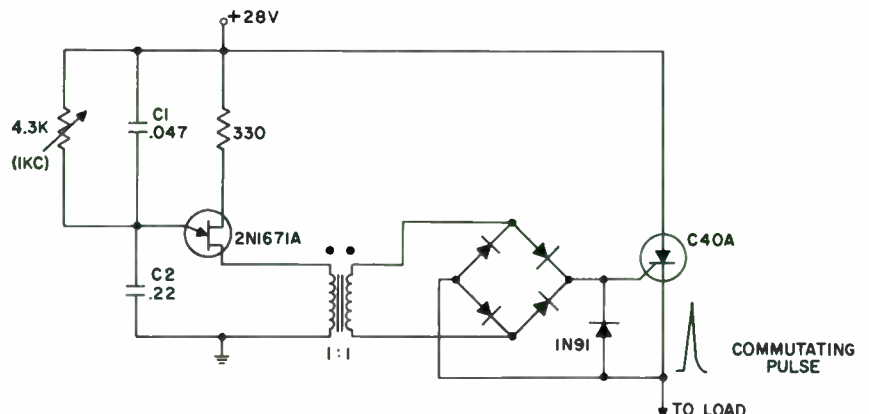 +28V
4.3K
(1KC)
C1
.047
330
2N1671A
C2
.22
1:1
C40A
1N91
COMMUTATING
PULSE
TO LOAD